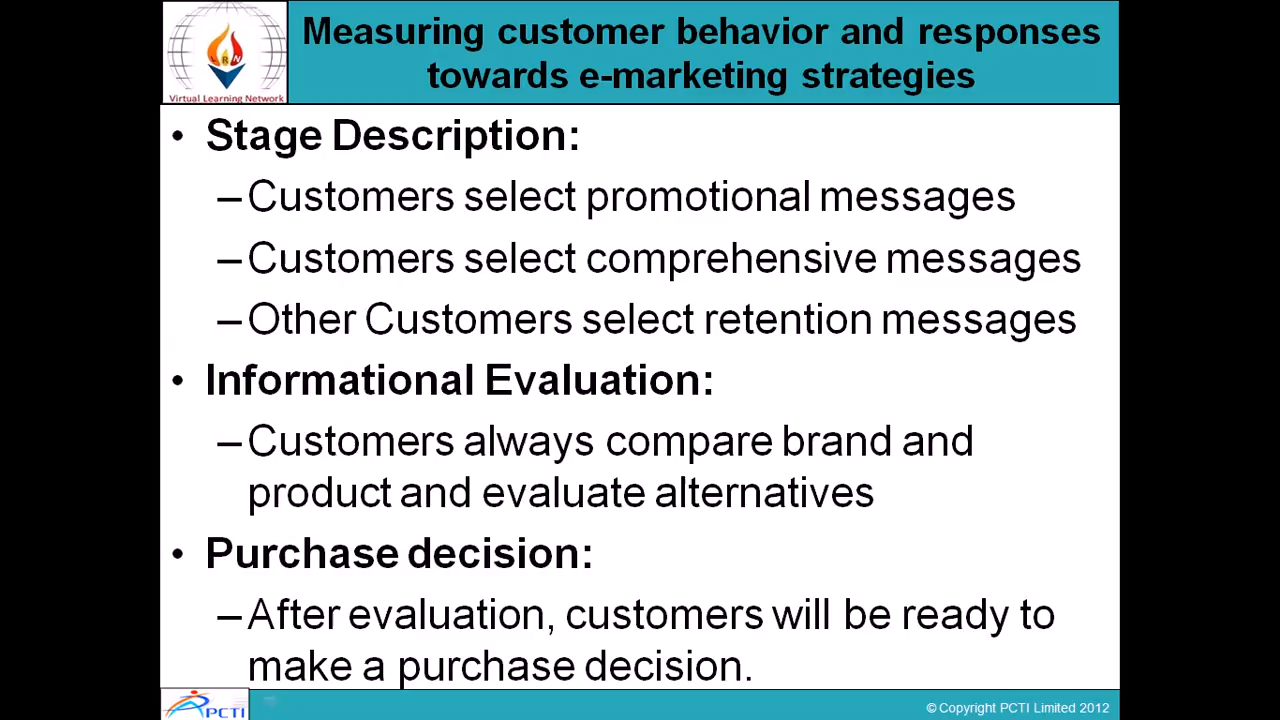 Measuring customer behavior and responses
towards e-marketing strategies
LRN
Virtual Learning Network
• Stage Description:
–Customers select promotional messages
–Customers select comprehensive messages
–Other Customers select retention messages
• Informational Evaluation:
–Customers always compare brand and
product and evaluate alternatives
• Purchase decision:
–After evaluation, customers will be ready to
make a purchase decision.
PCTI
© Copyright PCTI Limited 2012